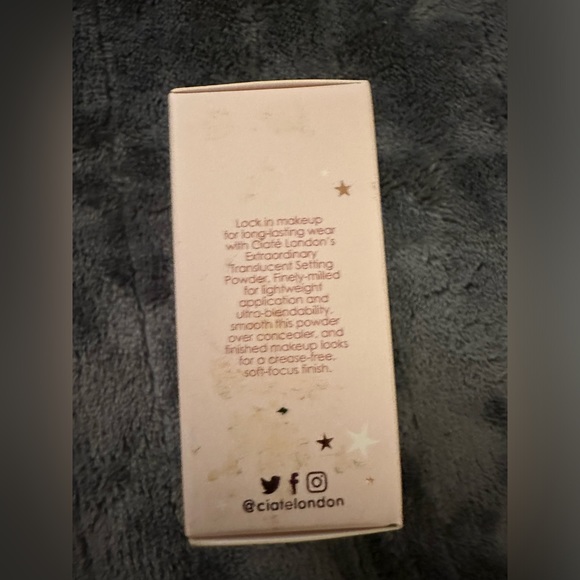 Lock in makeup
for long-lasting wear
with Ciaté London's
Extraordinary
Translucent Setting
Powder. Finely-milled
for lightweight
application and
ultra-blendability,
smooth this powder
over concealer, and
finished makeup looks
for a crease-free,
soft-focus finish.
@ciatelondon